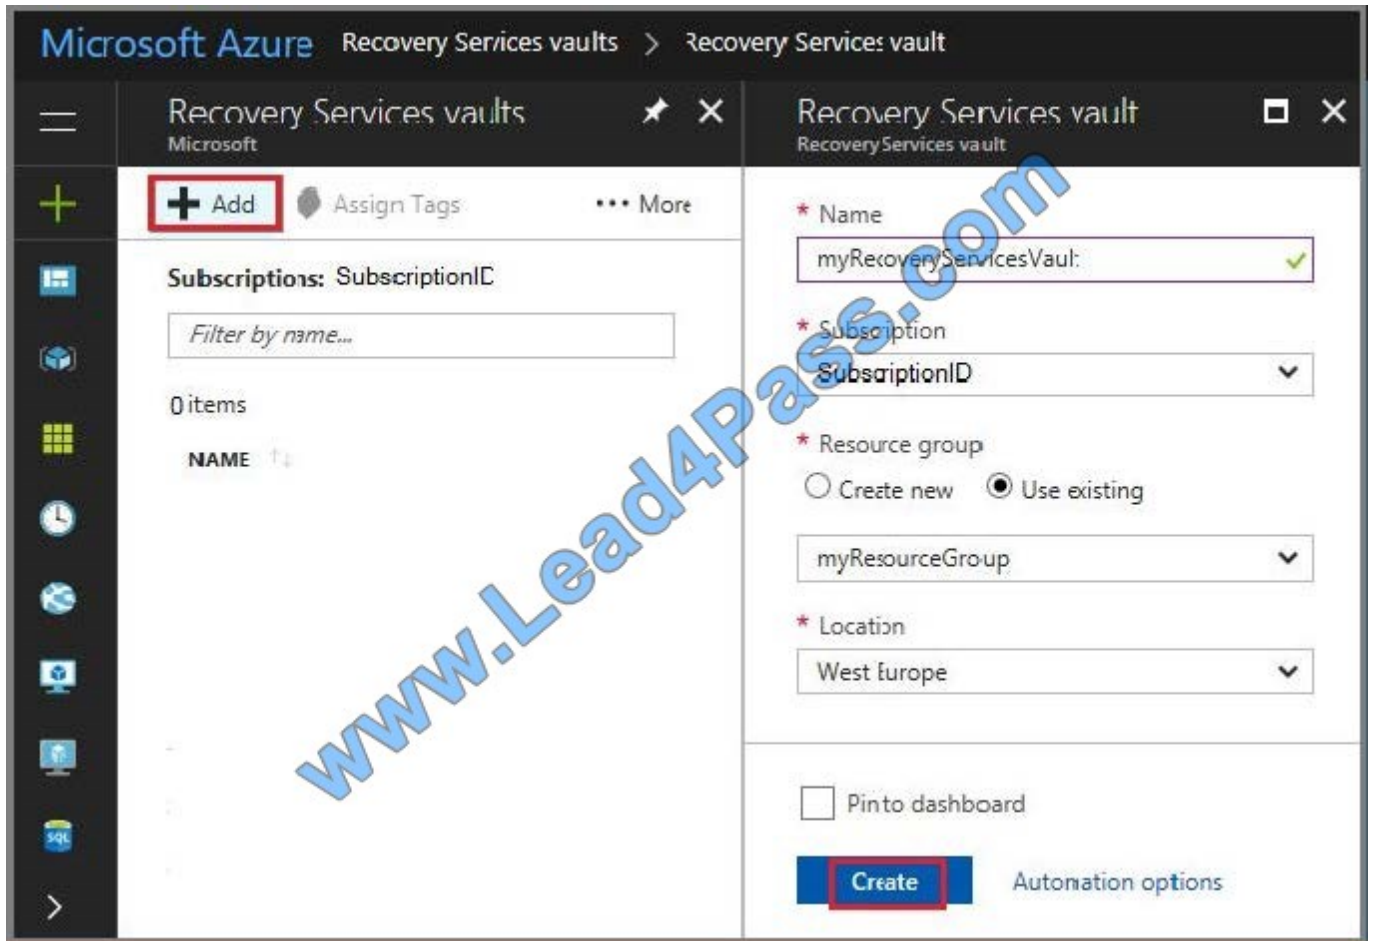 Microsoft Azure Recovery Services vaults > Recovery Services vault
Recovery Services vaults
Microsoft
Add
Assign Tags
••• More
Subscriptions: SubscriptionID
Filter by name...
0 items
NAME
SQL
Recovery Services vault
Recovery Services vault
* Name
myRecoveryServicesVault
* Subscription
SubscriptionID
* Resource group
Create new
Use existing
myResourceGroup
* Location
West Europe
Pin to dashboard
Create
Automation options
www.Lead4Pass.com